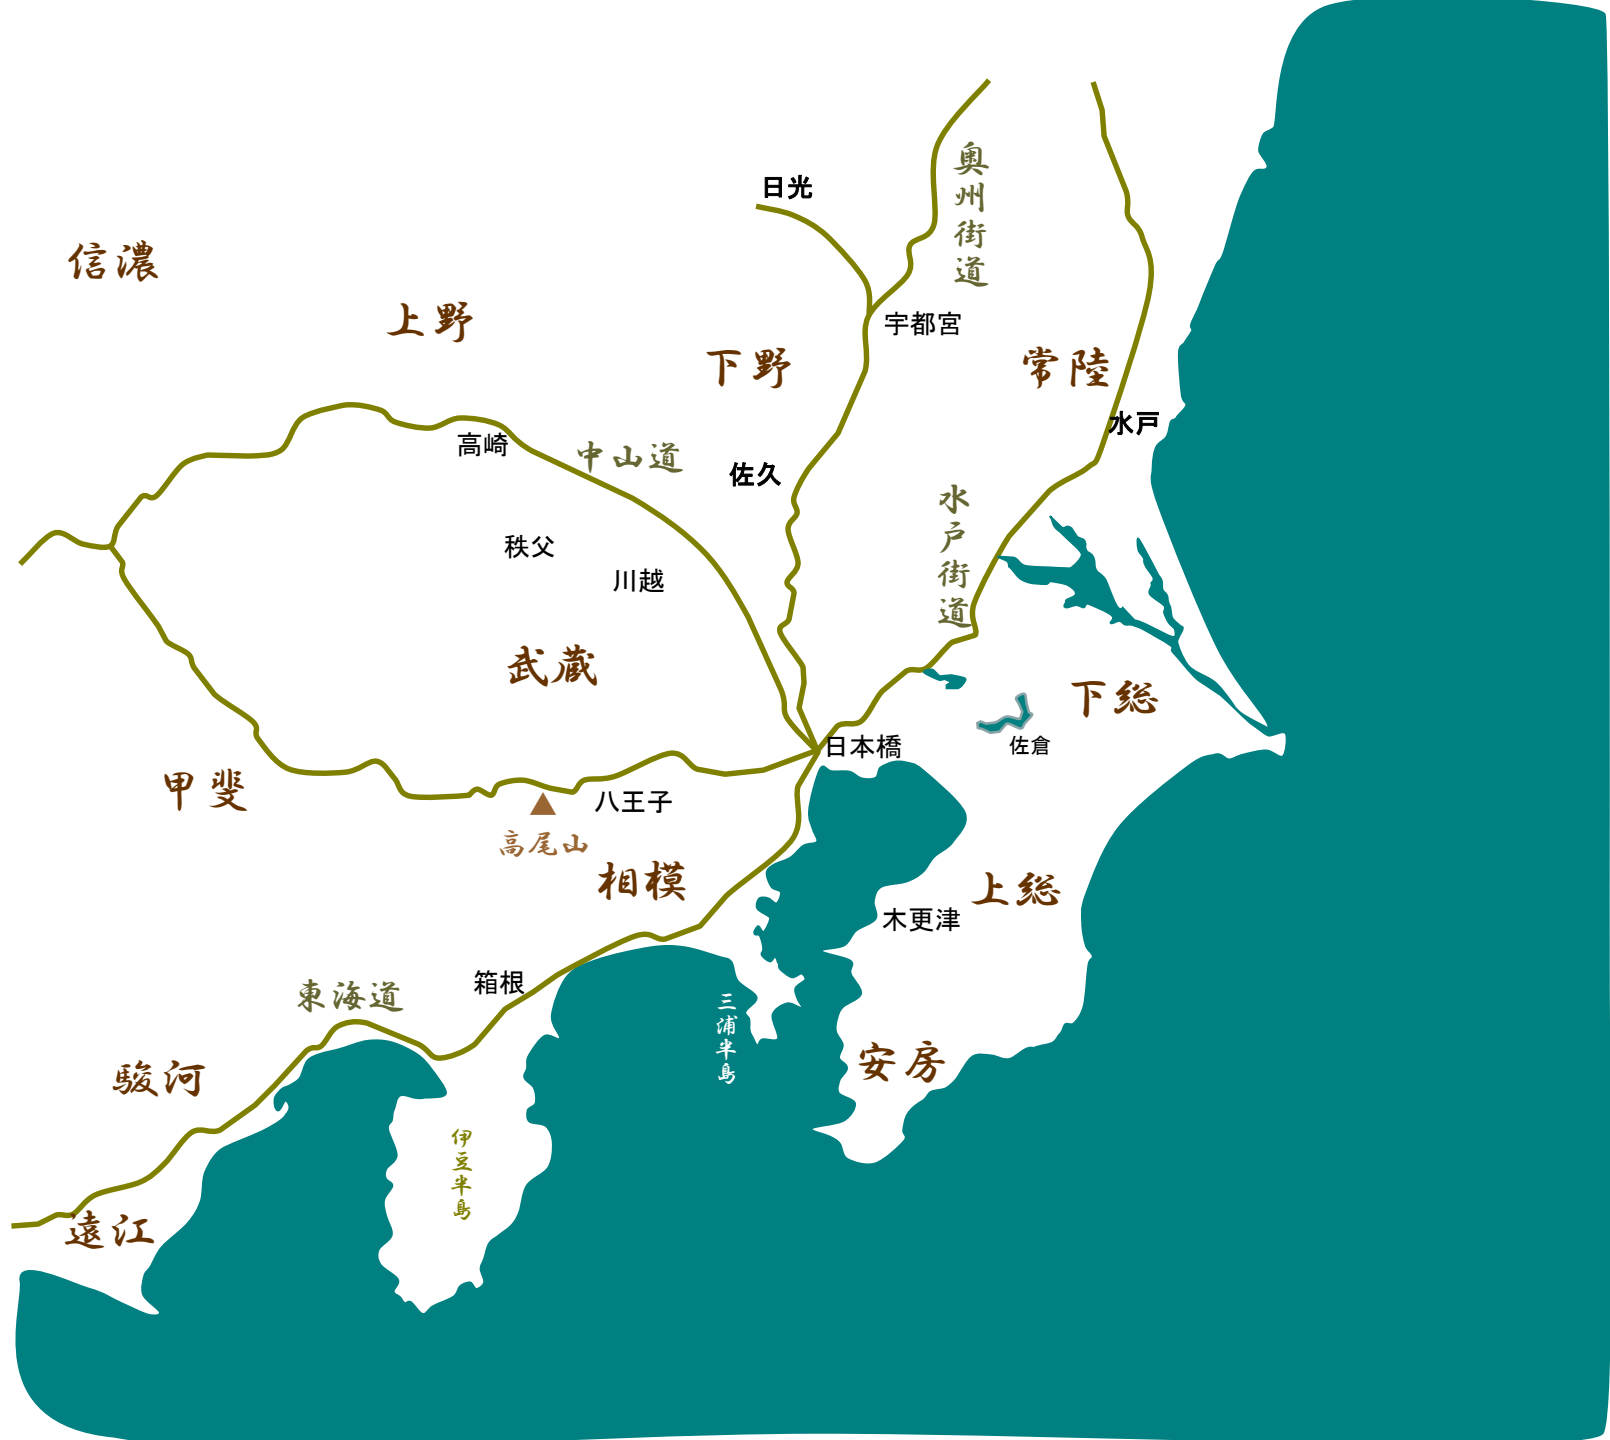 奥州街道
日光
信濃
上野
宇都宮
下野
常陸
水戸
高崎
中山道
佐久
水戸街道
秩父
川越
武蔵
下総
日本橋
佐倉
甲斐
八王子
高尾山
相模
上総
木更津
箱根
東海道
三浦半島
安房
駿河
伊豆半島
遠江